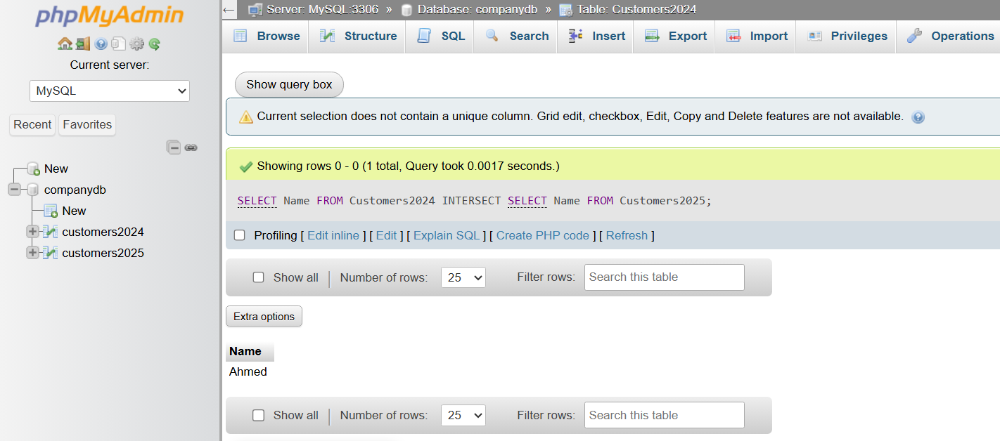 phpMyAdmin
Current server:
MySQL
Recent Favorites
New
companydb
New
customers2024
customers2025
← Server: MySQL:3306 » Database: companydb » Table: Customers2024
Browse Structure SQL Search Insert Export Import Privileges Operations
Show query box
Current selection does not contain a unique column. Grid edit, checkbox, Edit, Copy and Delete features are not available.
Showing rows 0 - 0 (1 total, Query took 0.0017 seconds.)
SELECT Name FROM Customers2024 INTERSECT SELECT Name FROM Customers2025;
Profiling [ Edit inline ] [ Edit ] [ Explain SQL ] [ Create PHP code ] [ Refresh ]
Show all | Number of rows: 25 Filter rows: Search this table
Extra options
Name
Ahmed
Show all | Number of rows: 25 Filter rows: Search this table